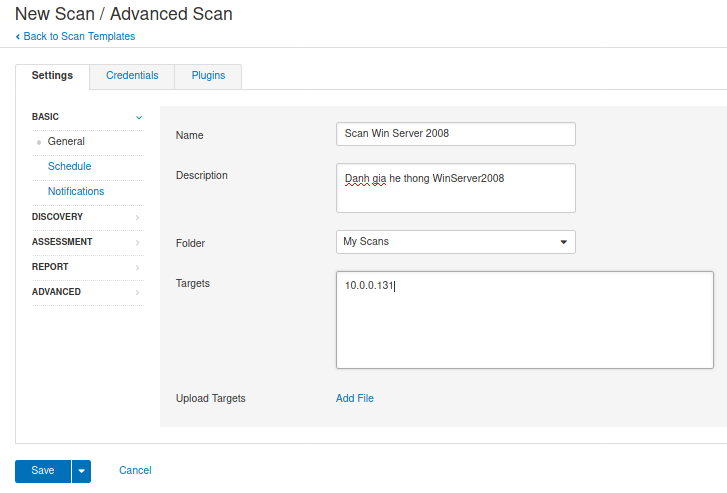 New Scan / Advanced Scan
‹ Back to Scan Templates
Settings Credentials Plugins
BASIC
General
Schedule
Notifications
DISCOVERY
ASSESSMENT
REPORT
ADVANCED
Name Scan Win Server 2008
Description Danh gia he thong WinServer2008
Folder My Scans
Targets 10.0.0.131
Upload Targets Add File
Save Cancel